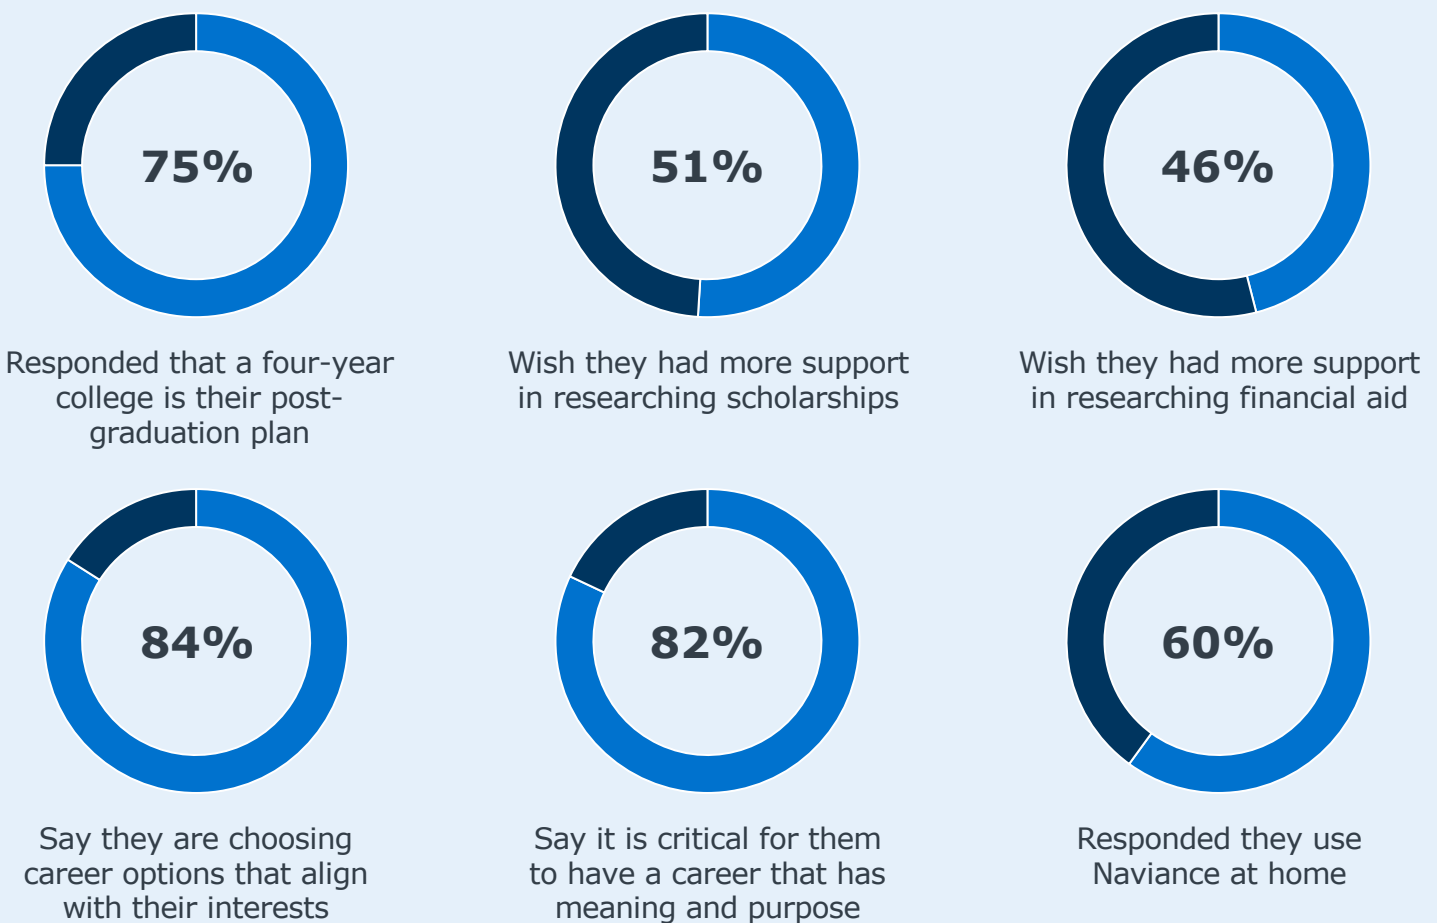 75%
51%
46%
Responded that a four-year
college is their post-
graduation plan
Wish they had more support
in researching scholarships
Wish they had more support
in researching financial aid
84%
82%
60%
Say they are choosing
career options that align
with their interests
Say it is critical for them
to have a career that has
meaning and purpose
Responded they use
Naviance at home